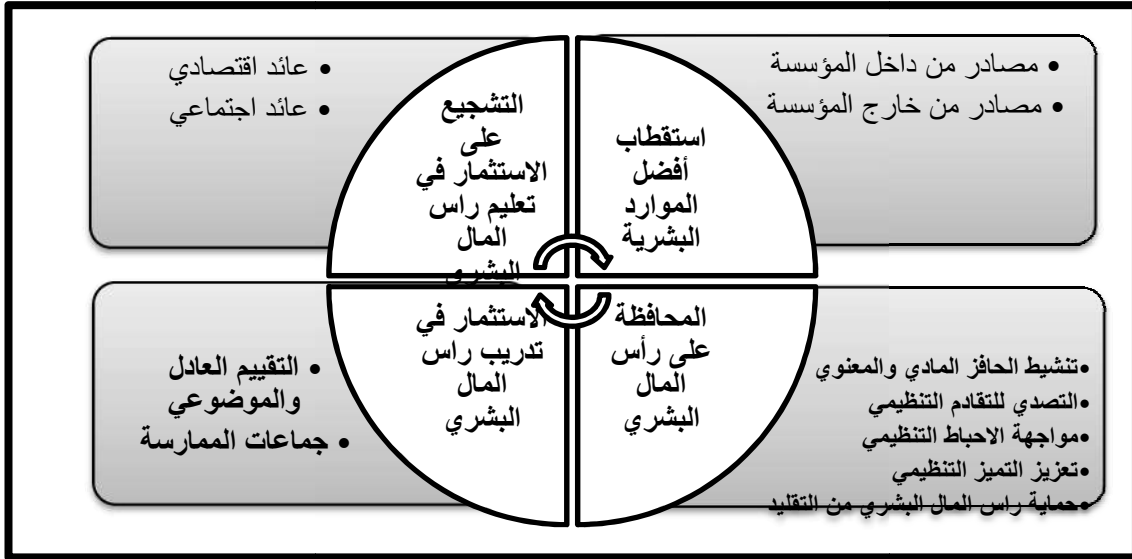 • مصادر من داخل المؤسسة
• مصادر من خارج المؤسسة
استقطاب
أفضل
الموارد
البشرية
التشجيع
على
الاستثمار في
تعليم راس
المال
البشري
• عائد اقتصادي
• عائد اجتماعي
المحافظة
على رأس
المال
البشري
•تنشيط الحافز المادي والمعنوي
•التصدي للتقادم التنظيمي
•مواجهة الاحباط التنظيمي
•تعزيز التميز التنظيمي
•حماية راس المال البشري من التقليد
الاستثمار في
تدريب راس
المال
البشري
• التقييم العادل
والموضوعي
• جماعات الممارسة